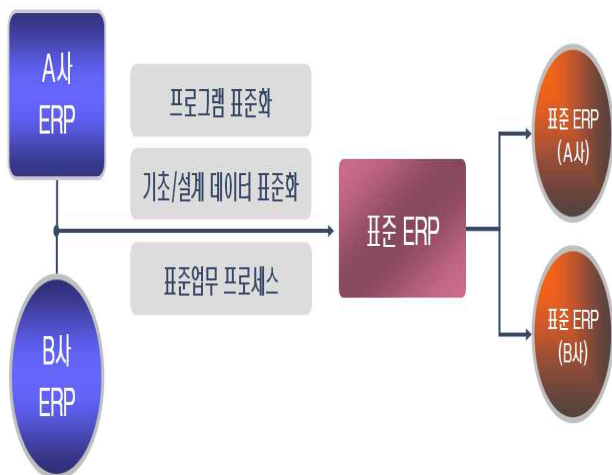 A사
ERP
프로그램 표준화
기초/설계 데이터 표준화
표준업무 프로세스
B사
ERP
표준 ERP
표준 ERP
(A사)
표준 ERP
(B사)